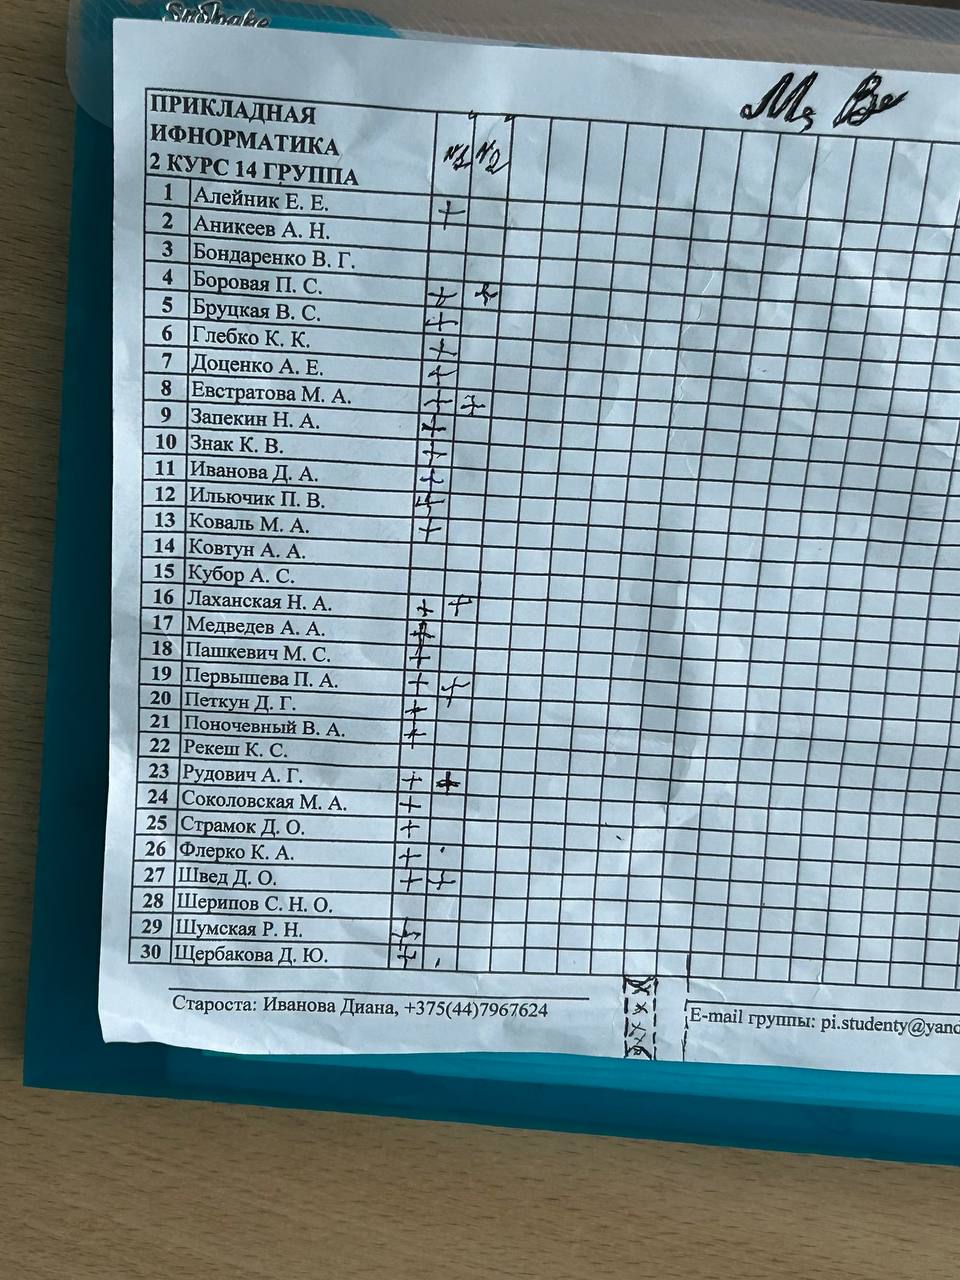 ПРИКЛАДНАЯ
ИФНОРМАТИКА
2 КУРС 14 ГРУППА
№1 №2
1 Алейник Е. Е. +
2 Аникеев А. Н.
3 Бондаренко В. Г.
4 Боровая П. С. + +
5 Бруцкая В. С. +
6 Глебко К. К. +
7 Доценко А. Е. +
8 Евстратова М. А. + +
9 Запекин Н. А. +
10 Знак К. В. +
11 Иванова Д. А. +
12 Ильючик П. В. +
13 Коваль М. А. +
14 Ковтун А. А.
15 Кубор А. С.
16 Лаханская Н. А. + +
17 Медведев А. А. +
18 Пашкевич М. С. +
19 Первышева П. А. + +
20 Петкун Д. Г. +
21 Поночевный В. А. +
22 Рекеш К. С.
23 Рудович А. Г. + +
24 Соколовская М. А. +
25 Страмок Д. О. +
26 Флерко К. А. +
27 Швед Д. О. + +
28 Шерипов С. Н. О.
29 Шумская Р. Н. +
30 Щербакова Д. Ю. +
Староста: Иванова Диана, +375(44)7967624
E-mail группы: pi.studenty@yand